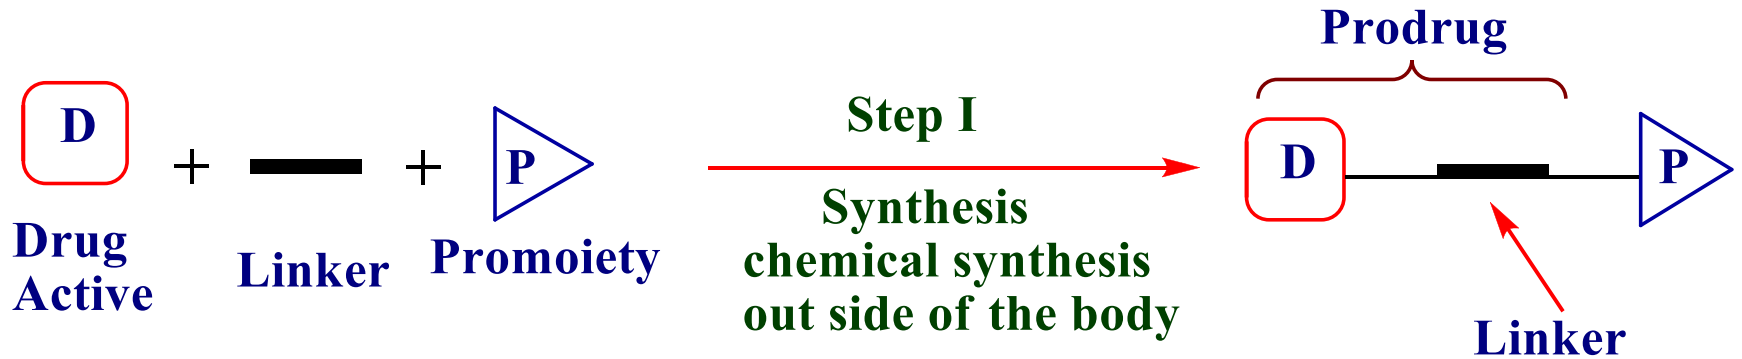 Prodrug
D
+
+
P
Step I
D
P
Drug
Active
Linker
Promoiety
Synthesis
chemical synthesis
out side of the body
Linker